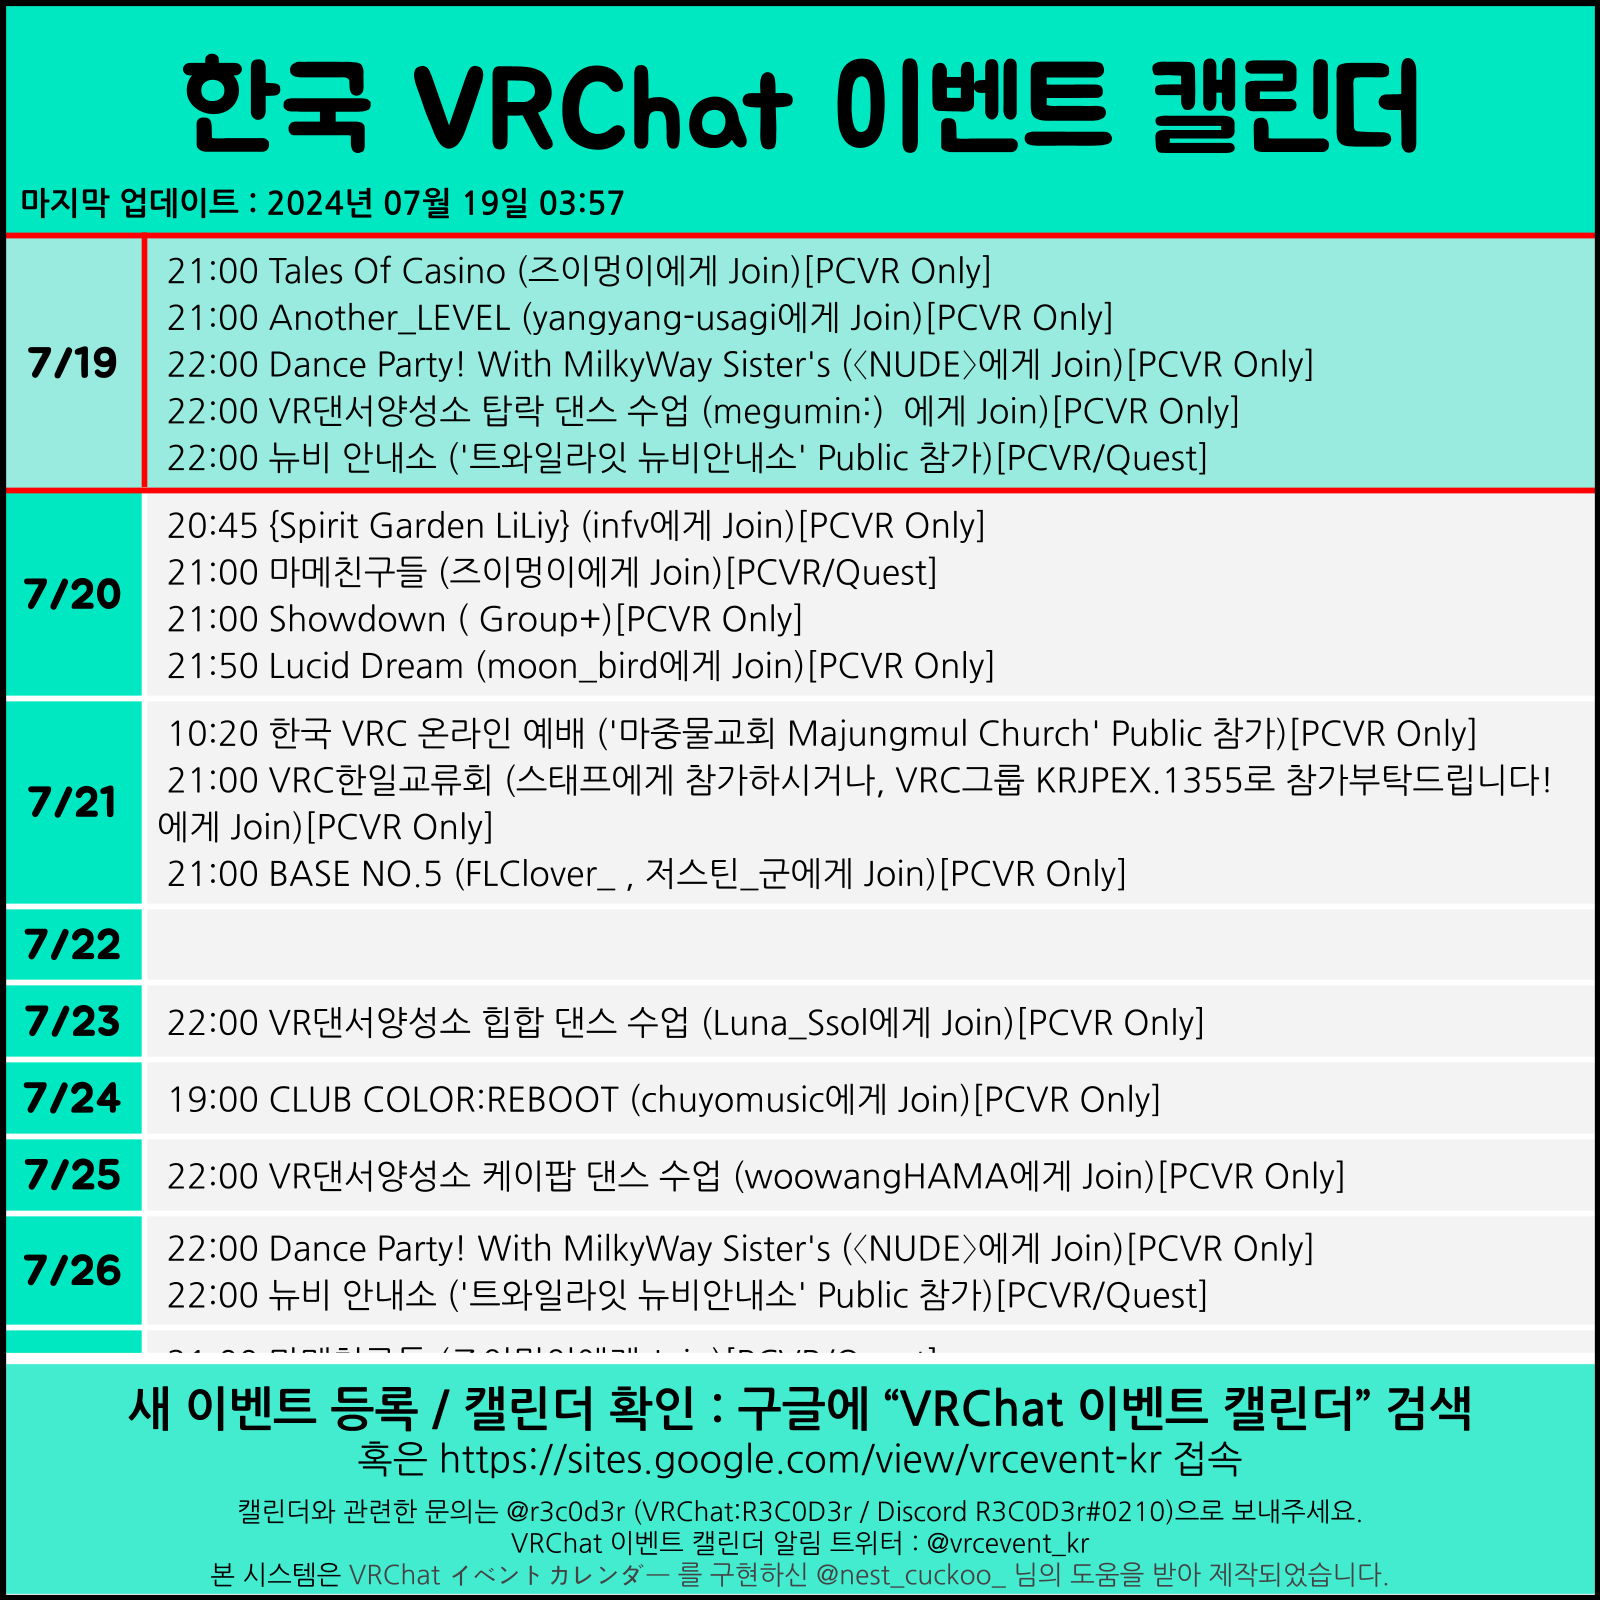 한국 VRChat 이벤트 캘린더
마지막 업데이트 : 2024년 07월 19일 03:57
7/19
21:00 Tales Of Casino (즈이멍이에게 Join)[PCVR Only]
21:00 Another_LEVEL (yangyang-usagi에게 Join)[PCVR Only]
22:00 Dance Party! With MilkyWay Sister's (〈NUDE〉에게 Join)[PCVR Only]
22:00 VR댄서양성소 탑락 댄스 수업 (megumin:)  에게 Join)[PCVR Only]
22:00 뉴비 안내소 ('트와일라잇 뉴비안내소' Public 참가)[PCVR/Quest]
7/20
20:45 {Spirit Garden LiLiy} (infv에게 Join)[PCVR Only]
21:00 마메친구들 (즈이멍이에게 Join)[PCVR/Quest]
21:00 Showdown ( Group+)[PCVR Only]
21:50 Lucid Dream (moon_bird에게 Join)[PCVR Only]
7/21
10:20 한국 VRC 온라인 예배 ('마중물교회 Majungmul Church' Public 참가)[PCVR Only]
21:00 VRC한일교류회 (스태프에게 참가하시거나, VRC그룹 KRJPEX.1355로 참가부탁드립니다!
에게 Join)[PCVR Only]
21:00 BASE NO.5 (FLClover_ , 저스틴_군에게 Join)[PCVR Only]
7/22
7/23
22:00 VR댄서양성소 힙합 댄스 수업 (Luna_Ssol에게 Join)[PCVR Only]
7/24
19:00 CLUB COLOR:REBOOT (chuyomusic에게 Join)[PCVR Only]
7/25
22:00 VR댄서양성소 케이팝 댄스 수업 (woowangHAMA에게 Join)[PCVR Only]
7/26
22:00 Dance Party! With MilkyWay Sister's (〈NUDE〉에게 Join)[PCVR Only]
22:00 뉴비 안내소 ('트와일라잇 뉴비안내소' Public 참가)[PCVR/Quest]
새 이벤트 등록 / 캘린더 확인 : 구글에 “VRChat 이벤트 캘린더” 검색
혹은 https://sites.google.com/view/vrcevent-kr 접속
캘린더와 관련한 문의는 @r3c0d3r (VRChat:R3C0D3r / Discord R3C0D3r#0210)으로 보내주세요.
VRChat 이벤트 캘린더 알림 트위터 : @vrcevent_kr
본 시스템은 VRChat イベントカレンダー 를 구현하신 @nest_cuckoo_ 님의 도움을 받아 제작되었습니다.